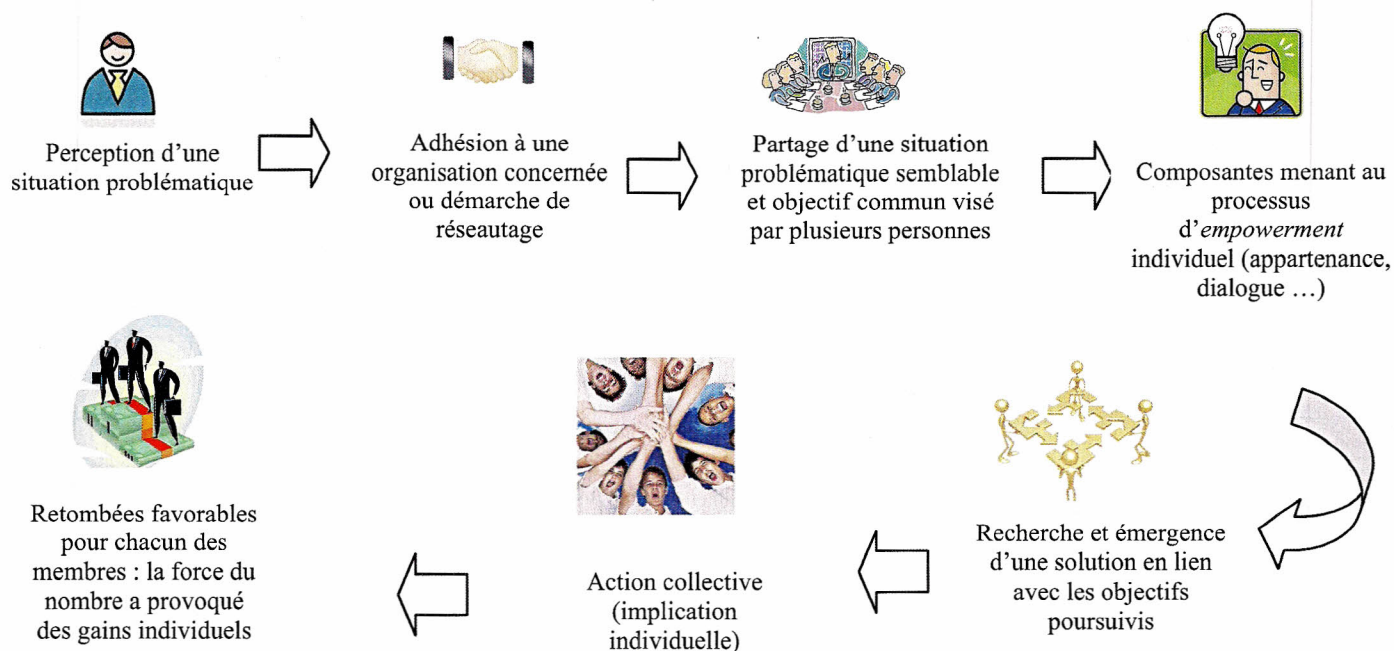 Perception d’une
situation problématique
Adhésion à une
organisation concernée
ou démarche de
réseautage
Partage d’une situation
problématique semblable
et objectif commun visé
par plusieurs personnes
Composantes menant au
processus
d’empowerment
individuel (appartenance,
dialogue …)
Recherche et émergence
d’une solution en lien
avec les objectifs
poursuivis
Action collective
(implication
individuelle)
Retombées favorables
pour chacun des
membres : la force du
nombre a provoqué
des gains individuels